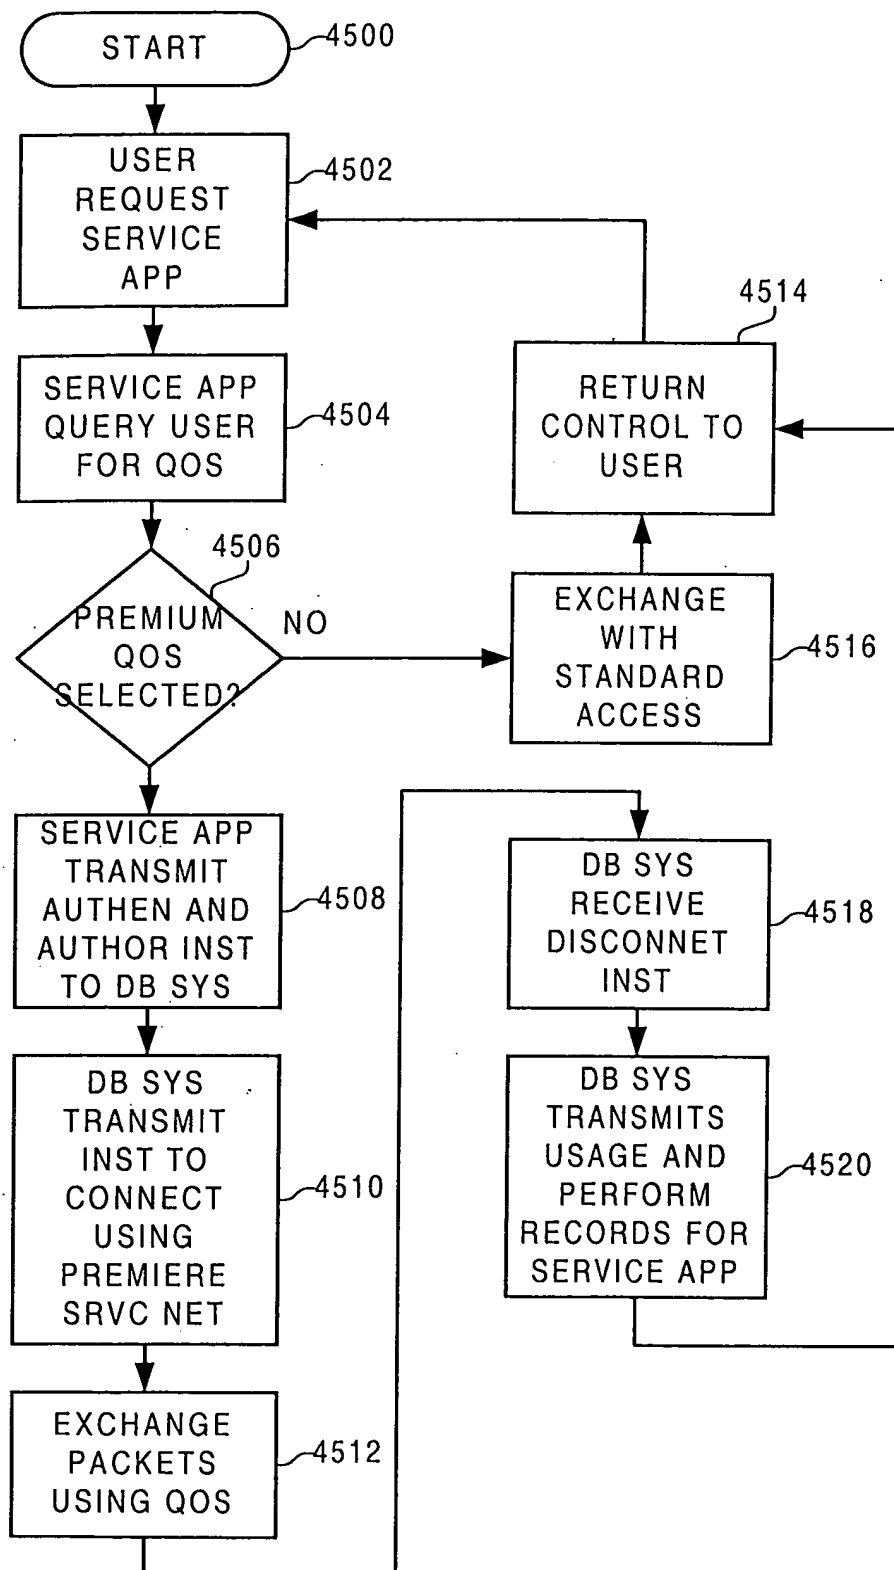 START
4500
USER
REQUEST
SERVICE
APP
4502
SERVICE APP
QUERY USER
FOR QOS
4504
PREMIUM
QOS
SELECTED?
4506
NO
SERVICE APP
TRANSMIT
AUTHEN AND
AUTHOR INST
TO DB SYS
4508
DB SYS
TRANSMIT
INST TO
CONNECT
USING
PREMIERE
SRVC NET
4510
EXCHANGE
PACKETS
USING QOS
4512
4514
RETURN
CONTROL TO
USER
EXCHANGE
WITH
STANDARD
ACCESS
4516
DB SYS
RECEIVE
DISCONNET
INST
4518
DB SYS
TRANSMITS
USAGE AND
PERFORM
RECORDS FOR
SERVICE APP
4520